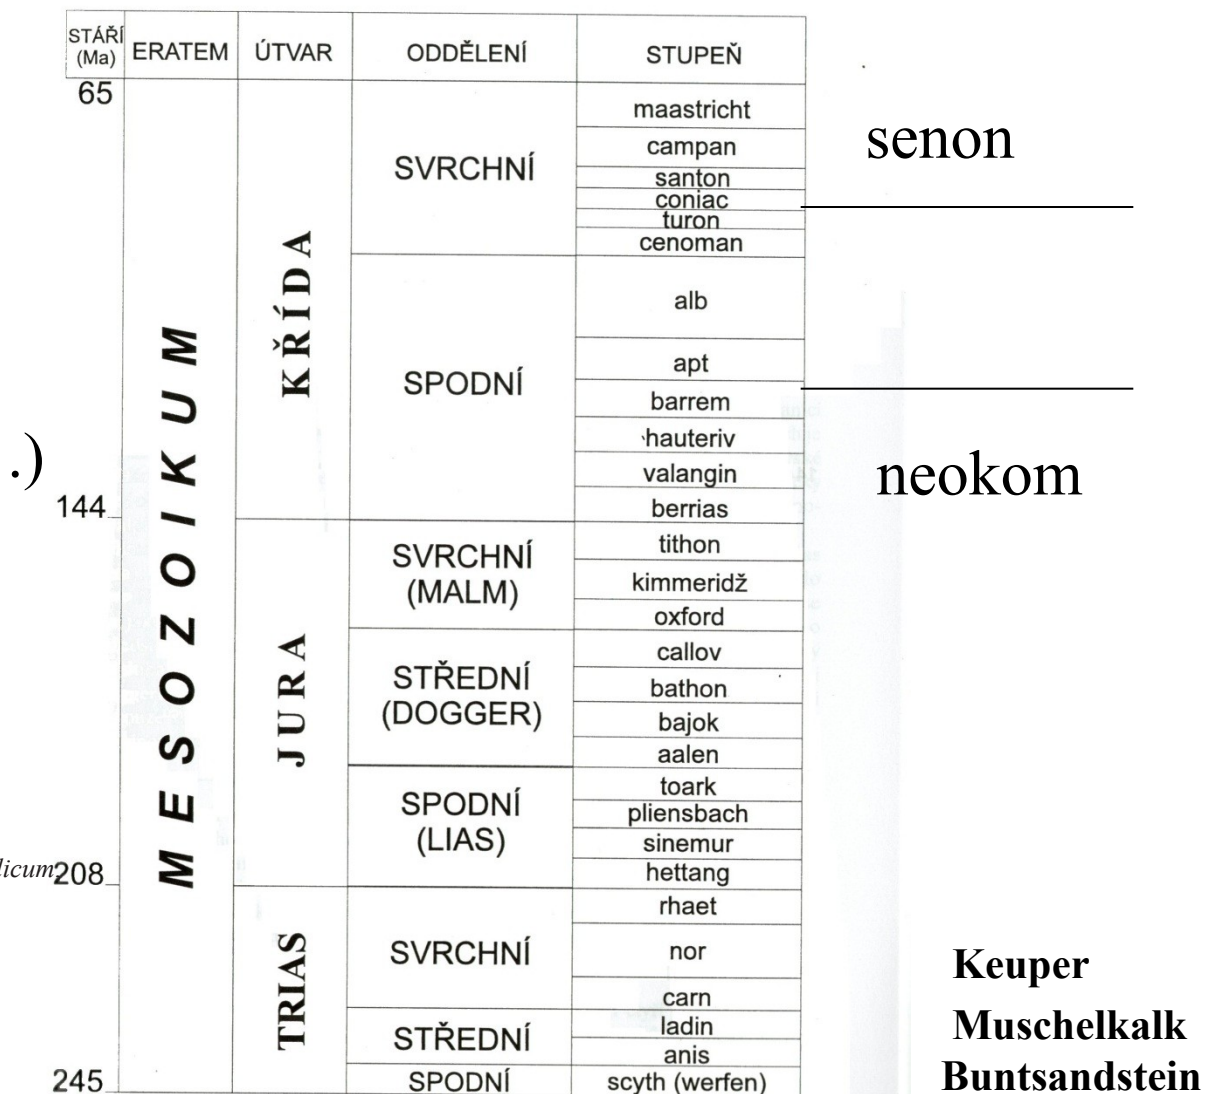 STÁŘÍ (Ma) ERATEM ÚTVAR ODDĚLENÍ STUPEŇ
65
MESOZOIKUM
KŘÍDA
SVRCHNÍ
maastricht
campan
santon
coniac
turon
cenoman
senon
SPODNÍ
alb
apt
barrem
hauteriv
valangin
berrias
neokom
.)
144
JURA
SVRCHNÍ
(MALM)
tithon
kimmeridž
oxford
STŘEDNÍ
(DOGGER)
callov
bathon
bajok
aalen
SPODNÍ
(LIAS)
toark
pliensbach
sinemur
hettang
licum,
208
TRIAS
SVRCHNÍ
rhaet
nor
carn
Keuper
STŘEDNÍ
ladin
anis
Muschelkalk
SPODNÍ
scyth (werfen)
Buntsandstein
245